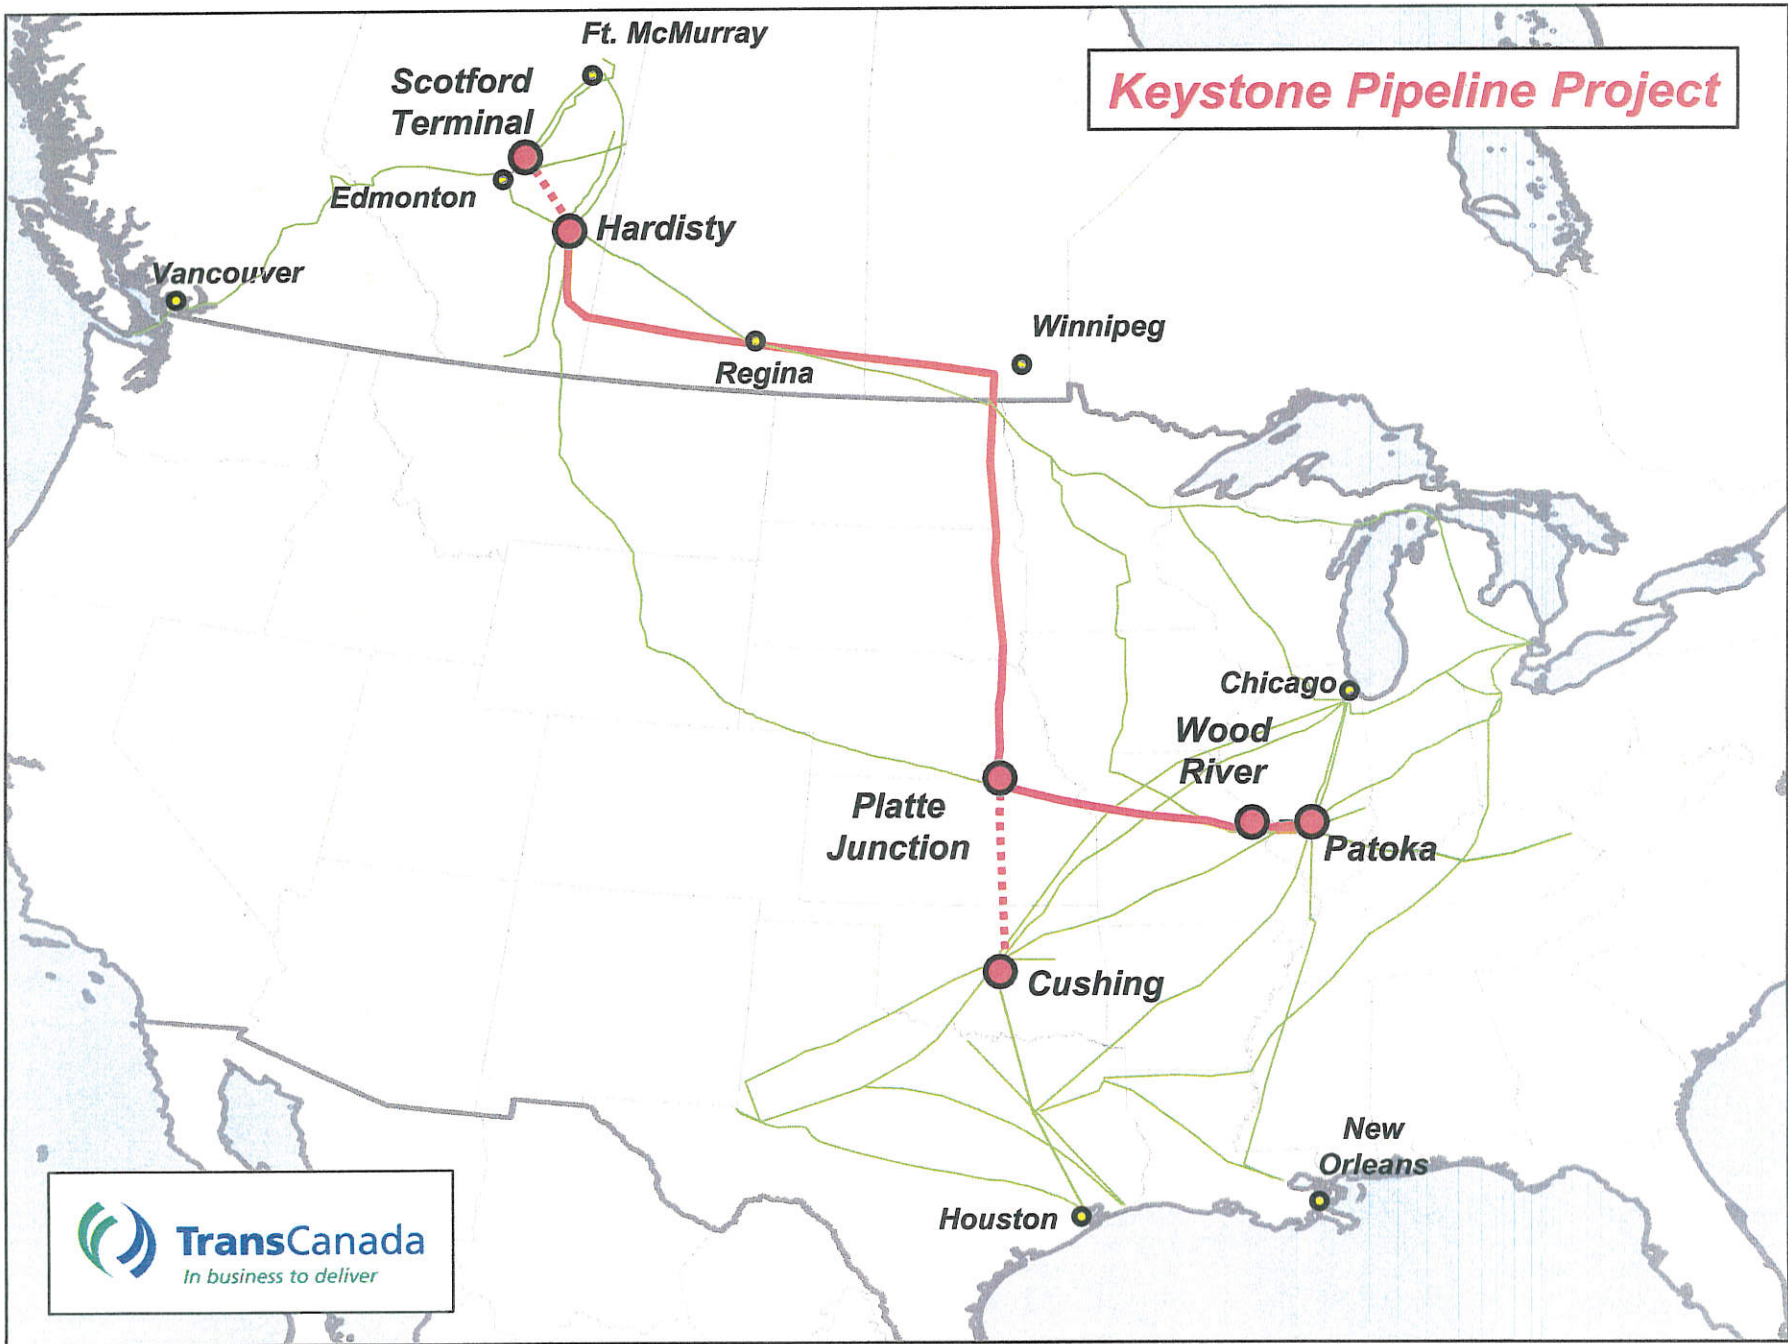 Ft. McMurray
Keystone Pipeline Project
Scotford
Terminal
Edmonton
Hardisty
Vancouver
Winnipeg
Regina
Chicago
Wood
River
Platte
Junction
Patoka
Cushing
New
Orleans
Houston
TransCanada
In business to deliver